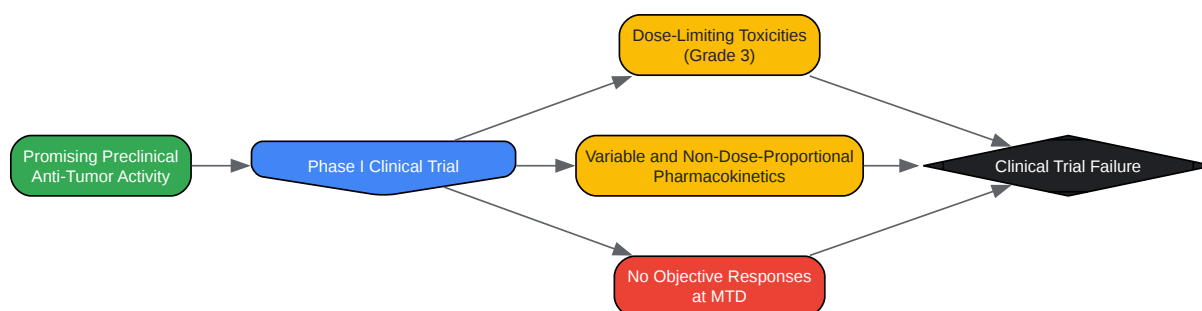 Promising Preclinical
Anti-Tumor Activity
Phase I Clinical Trial
Dose-Limiting Toxicities
(Grade 3)
Variable and Non-Dose-Proportional
Pharmacokinetics
No Objective Responses
at MTD
Clinical Trial Failure